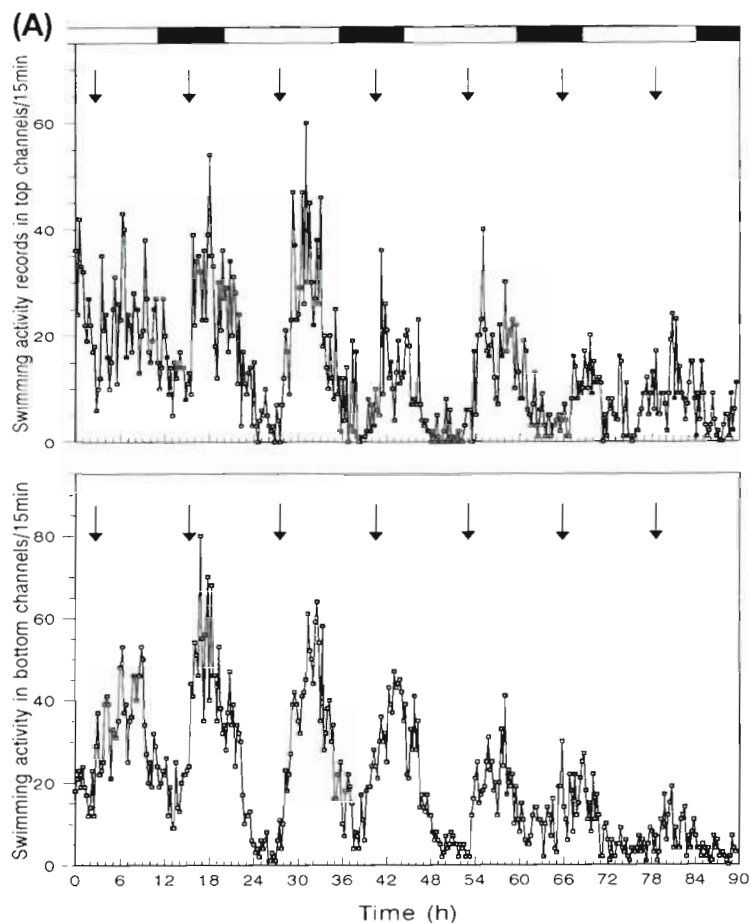 (A)
Swimming activity records in top channels/15min
60
40
20
0
Swimming activity in bottom channels/15min
80
60
40
20
0
0 6 12 18 24 30 36 42 48 54 60 66 72 78 84 90
Time (h)